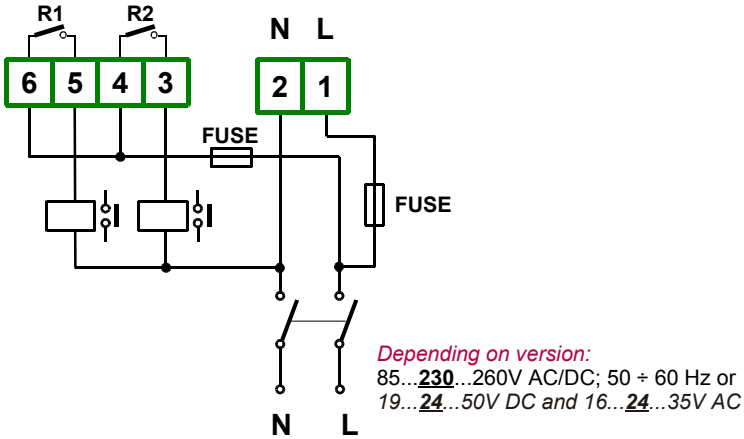 R1 R2
N L
6 5 4 3 2 1
FUSE
FUSE
Depending on version:
85...230...260V AC/DC; 50 ÷ 60 Hz or
19...24...50V DC and 16...24...35V AC
N L